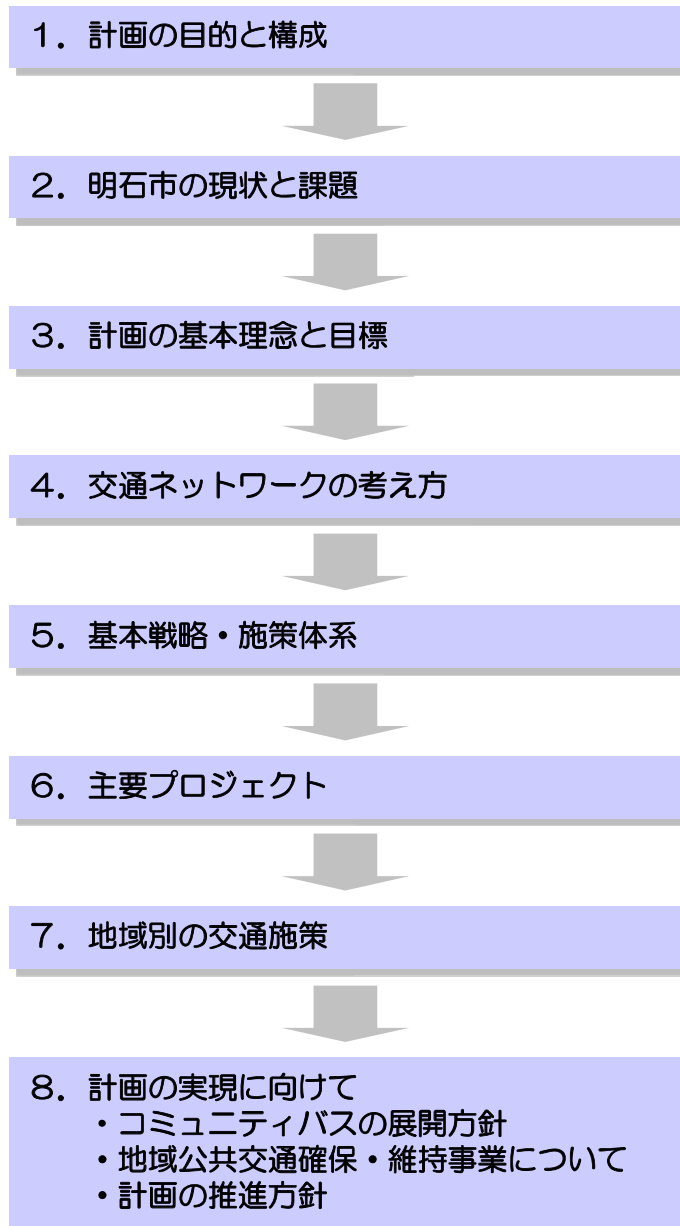 １．計画の目的と構成
２．明石市の現状と課題
３．計画の基本理念と目標
４．交通ネットワークの考え方
５．基本戦略・施策体系
６．主要プロジェクト
７．地域別の交通施策
８．計画の実現に向けて
・コミュニティバスの展開方針
・地域公共交通確保・維持事業について
・計画の推進方針